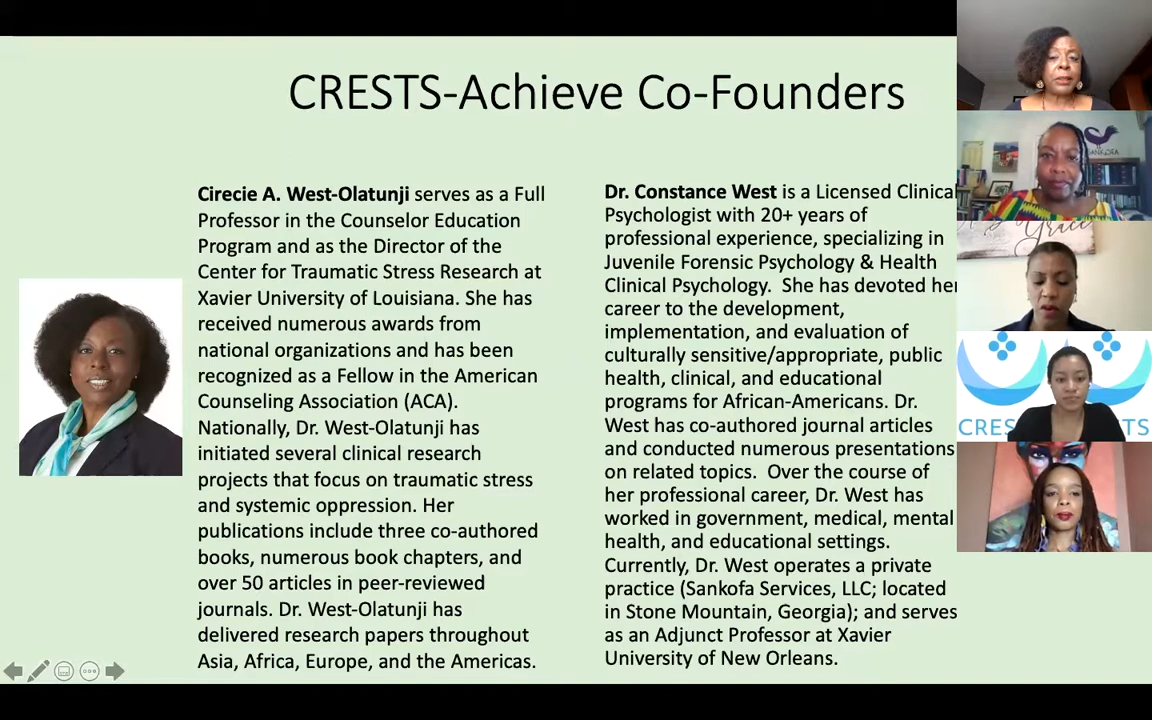 CRESTS-Achieve Co-Founders
Cirecie A. West-Olatunji serves as a Full
Professor in the Counselor Education
Program and as the Director of the
Center for Traumatic Stress Research at
Xavier University of Louisiana. She has
received numerous awards from
national organizations and has been
recognized as a Fellow in the American
Counseling Association (ACA).
Nationally, Dr. West-Olatunji has
initiated several clinical research
projects that focus on traumatic stress
and systemic oppression. Her
publications include three co-authored
books, numerous book chapters, and
over 50 articles in peer-reviewed
journals. Dr. West-Olatunji has
delivered research papers throughout
Asia, Africa, Europe, and the Americas.
Dr. Constance West is a Licensed Clinical
Psychologist with 20+ years of
professional experience, specializing in
Juvenile Forensic Psychology & Health
Clinical Psychology. She has devoted her
career to the development,
implementation, and evaluation of
culturally sensitive/appropriate, public
health, clinical, and educational
programs for African-Americans. Dr.
West has co-authored journal articles
and conducted numerous presentations
on related topics. Over the course of
her professional career, Dr. West has
worked in government, medical, mental
health, and educational settings.
Currently, Dr. West operates a private
practice (Sankofa Services, LLC; located
in Stone Mountain, Georgia); and serves
as an Adjunct Professor at Xavier
University of New Orleans.
SANKOFA
Grace
CRES TS